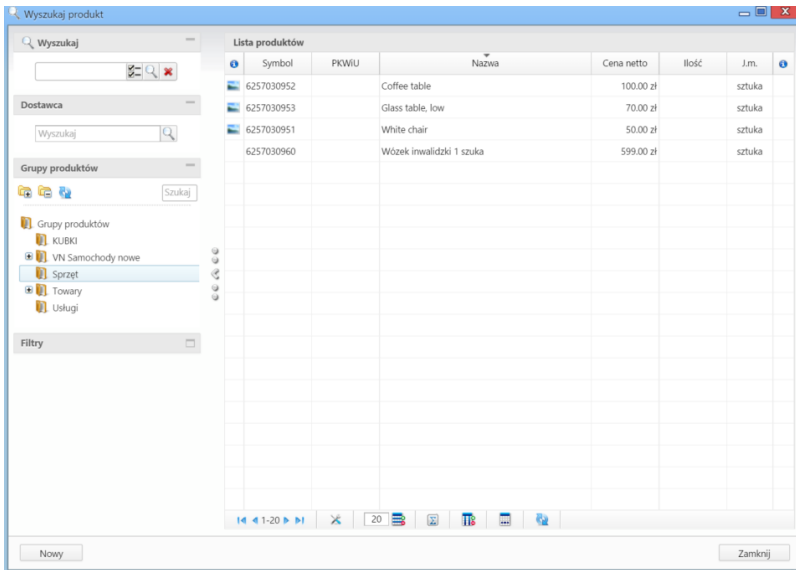 Wyszukaj produkt
Wyszukaj
Dostawca
Wyszukaj
Grupy produktów
Szukaj
Grupy produktów
KUBKI
VN Samochody nowe
Sprzęt
Towary
Usługi
Filtry
Lista produktów
Symbol PKWiU Nazwa Cena netto Ilość J.m.
6257030952 Coffee table 100.00 zł sztuka
6257030953 Glass table, low 70.00 zł sztuka
6257030951 White chair 50.00 zł sztuka
6257030960 Wózek inwalidzki 1 szuka 599.00 zł sztuka
1-20 20
Nowy Zamknij